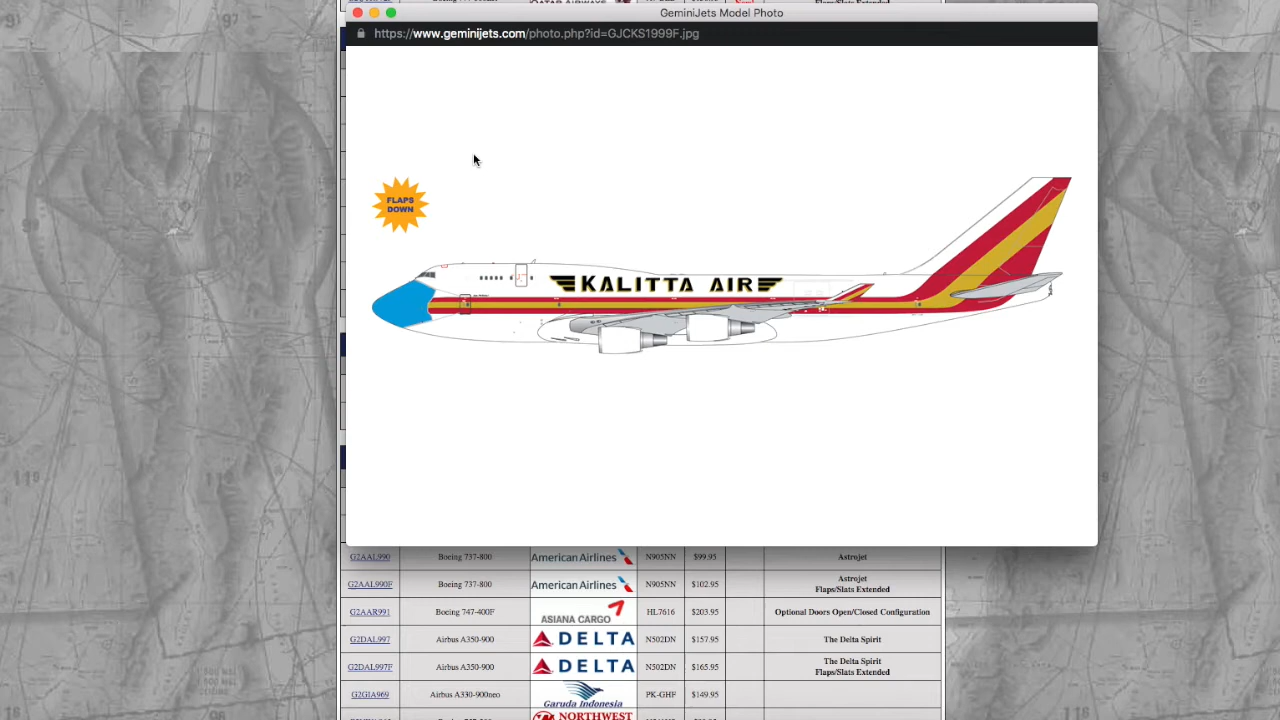 GeminiJets Model Photo
https://www.geminijets.com/photo.php?id=GJCKS1999F.jpg
FLAPS
DOWN
KALITTA AIR
G2AAL990 Boeing 737-800 American Airlines N905NN $99.95 Astrojet
G2AAL990F Boeing 737-800 American Airlines N905NN $102.95 Astrojet
Flaps/Slats Extended
G2AAR991 Boeing 747-400F ASIANA CARGO HL7616 $203.95 Optional Doors Open/Closed Configuration
G2DAL997 Airbus A350-900 DELTA N502DN $157.95 The Delta Spirit
G2DAL997F Airbus A350-900 DELTA N502DN $165.95 The Delta Spirit
Flaps/Slats Extended
G2GIA969 Airbus A330-900neo Garuda Indonesia PK-GHF $149.95
NORTHWEST